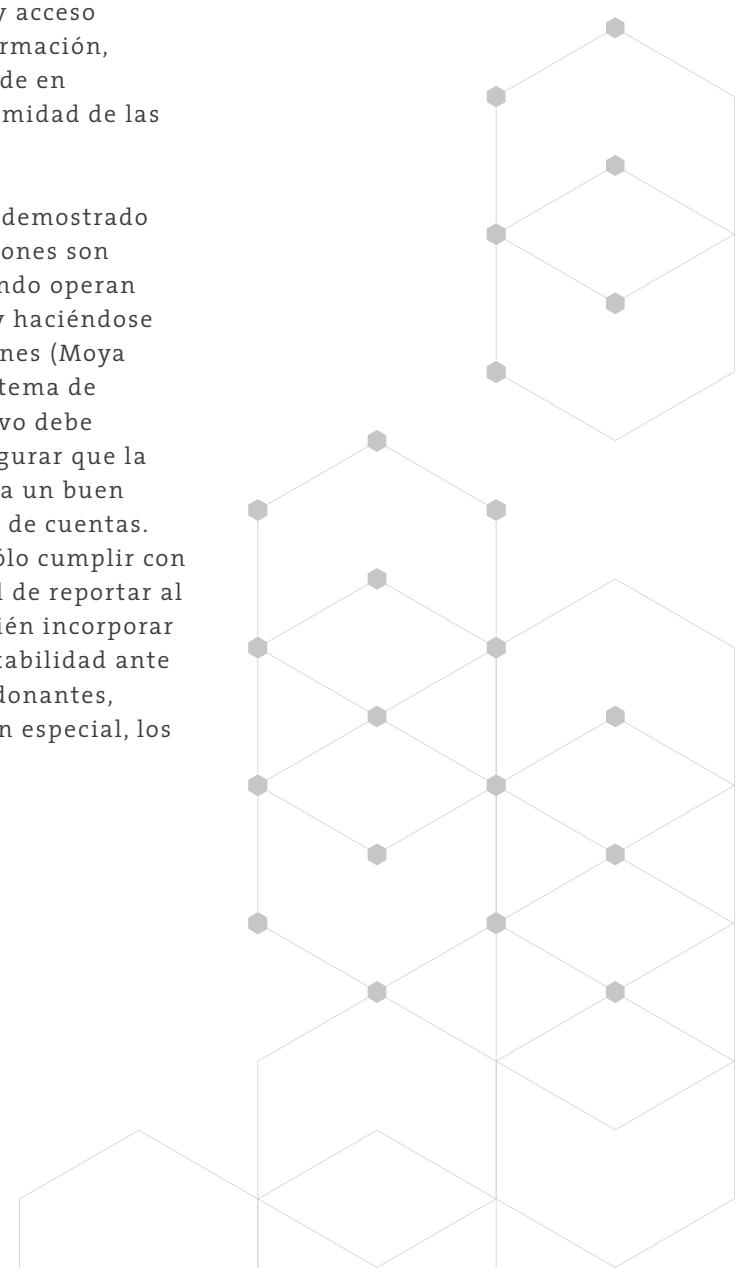 y acceso
rmación,
de en
midad de las
demostrado
ones son
ndo operan
y haciéndose
nes (Moya
tema de
vo debe
gurar que la
a un buen
de cuentas.
ólo cumplir con
l de reportar al
ién incorporar
tabilidad ante
donantes,
n especial, los